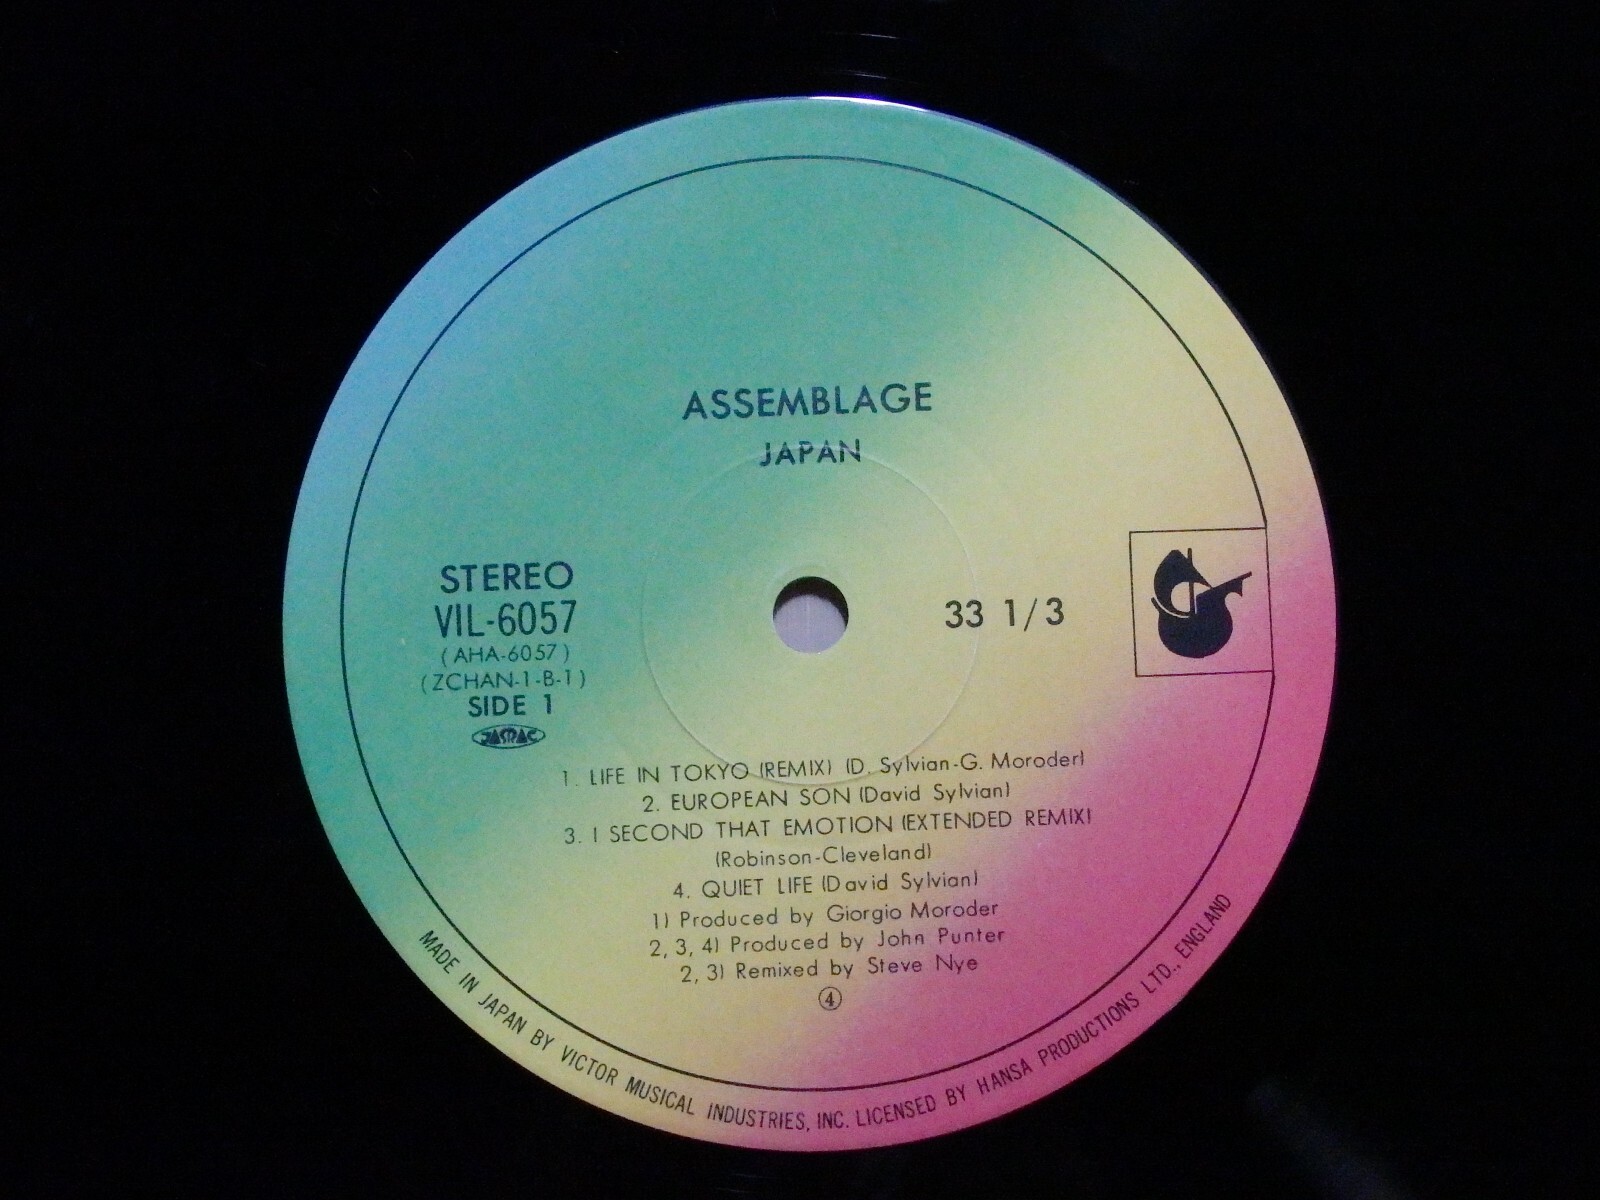 ASSEMBLAGE
JAPAN
STEREO
VIL-6057
(AHA-6057)
(ZCHAN-1-B-1)
SIDE 1
JASRAC
33 1/3
1. LIFE IN TOKYO (REMIX) (D. Sylvian-G. Moroder)
2. EUROPEAN SON (David Sylvian)
3. I SECOND THAT EMOTION (EXTENDED REMIX)
(Robinson-Cleveland)
4. QUIET LIFE (David Sylvian)
1) Produced by Giorgio Moroder
2, 3, 4) Produced by John Punter
2, 3) Remixed by Steve Nye
④
MADE IN JAPAN BY VICTOR MUSICAL INDUSTRIES, INC. LICENSED BY HANSA PRODUCTIONS LTD., ENGLAND